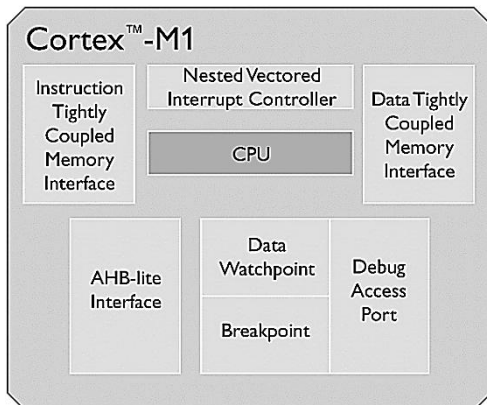 Cortex™-M1
Instruction
Tightly
Coupled
Memory
Interface
Nested Vectored
Interrupt Controller
CPU
Data Tightly
Coupled
Memory
Interface
AHB-lite
Interface
Data
Watchpoint
Breakpoint
Debug
Access
Port